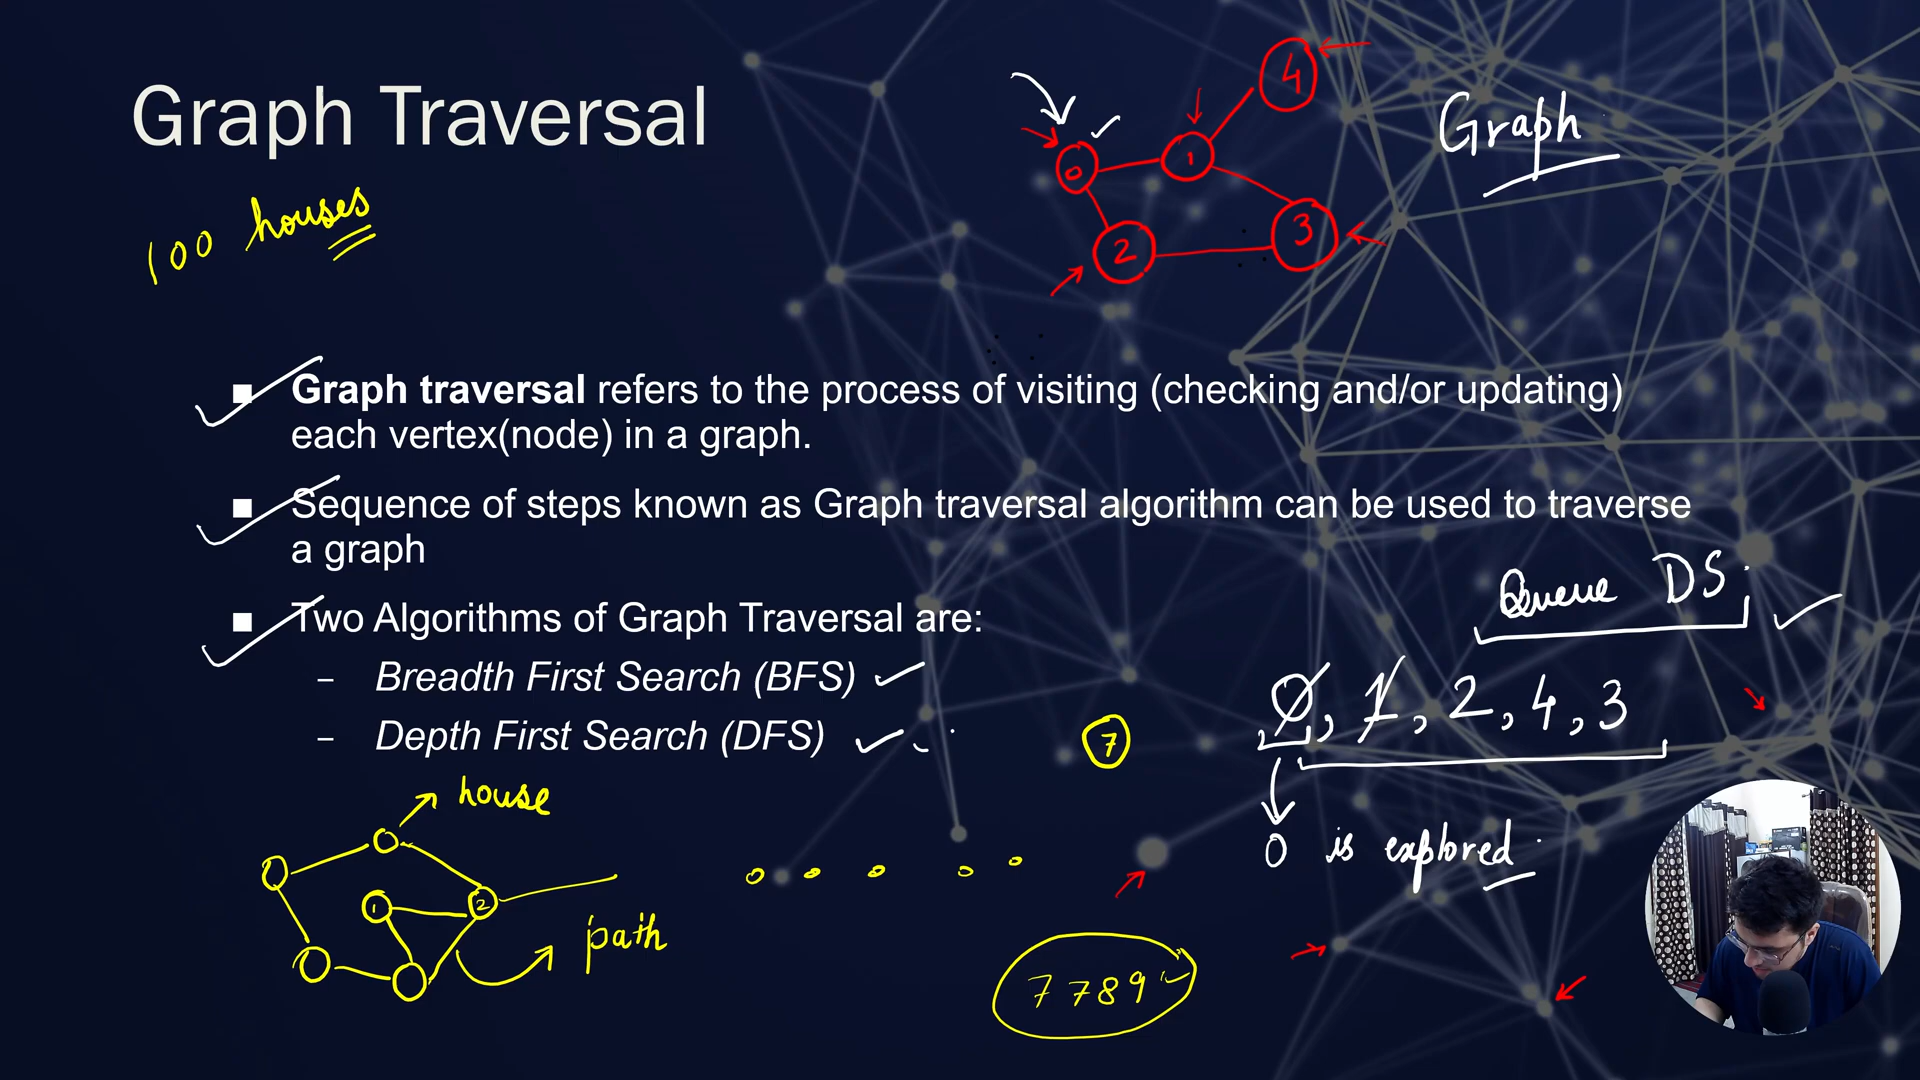 Graph Traversal
100 houses
4
0
1
2
3
Graph
■ Graph traversal refers to the process of visiting (checking and/or updating)
each vertex(node) in a graph.
■ Sequence of steps known as Graph traversal algorithm can be used to traverse
a graph
■ Two Algorithms of Graph Traversal are:
– Breadth First Search (BFS)
– Depth First Search (DFS)
Queue DS
0, 1, 2, 4, 3
0 is explored
7
house
1
2
path
7789